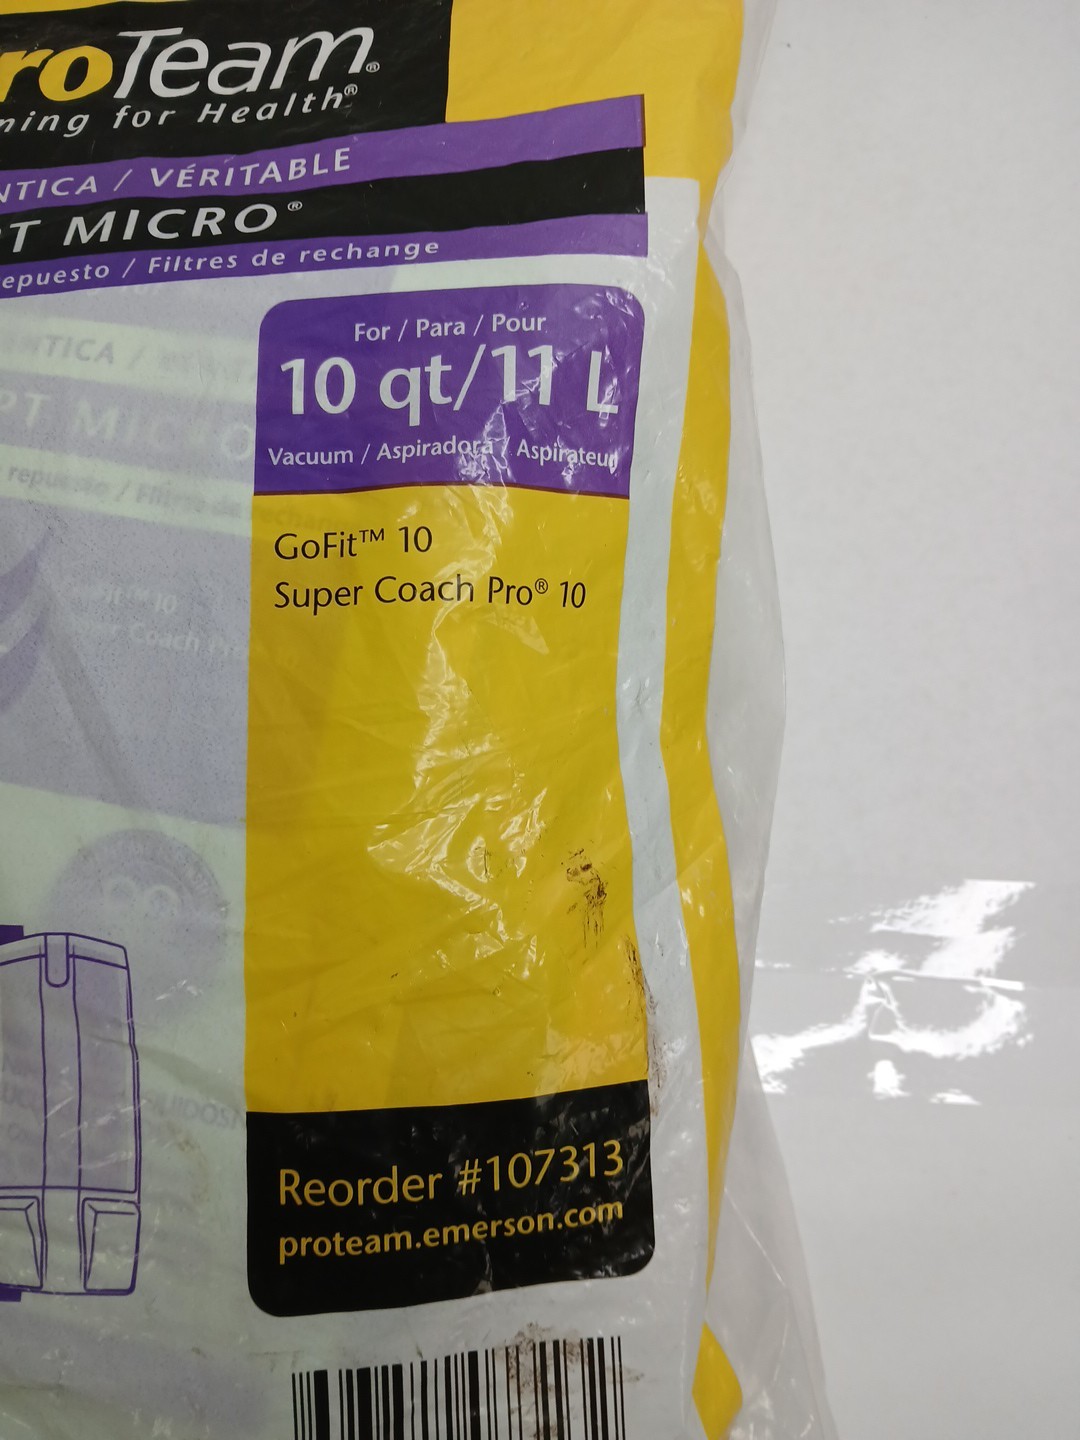 roTeam®
ning for Health®
NTICA / VÉRITABLE
PT MICRO®
epuesto / Filtres de rechange
For / Para / Pour
10 qt/11 L
Vacuum / Aspiradora / Aspirateur
GoFit™ 10
Super Coach Pro® 10
Reorder #107313
proteam.emerson.com